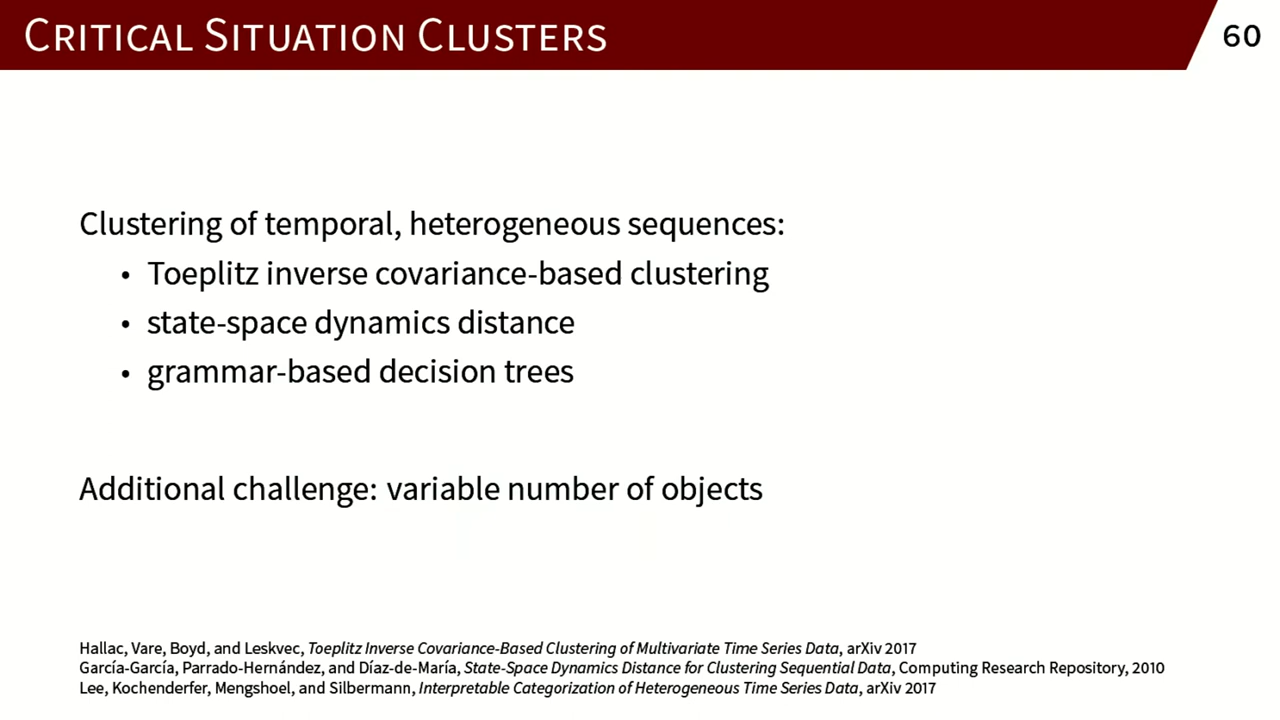 CRITICAL SITUATION CLUSTERS
60
Clustering of temporal, heterogeneous sequences:
• Toeplitz inverse covariance-based clustering
• state-space dynamics distance
• grammar-based decision trees
Additional challenge: variable number of objects
Hallac, Vare, Boyd, and Leskvec, Toeplitz Inverse Covariance-Based Clustering of Multivariate Time Series Data, arXiv 2017
García-García, Parrado-Hernández, and Díaz-de-María, State-Space Dynamics Distance for Clustering Sequential Data, Computing Research Repository, 2010
Lee, Kochenderfer, Mengshoel, and Silbermann, Interpretable Categorization of Heterogeneous Time Series Data, arXiv 2017